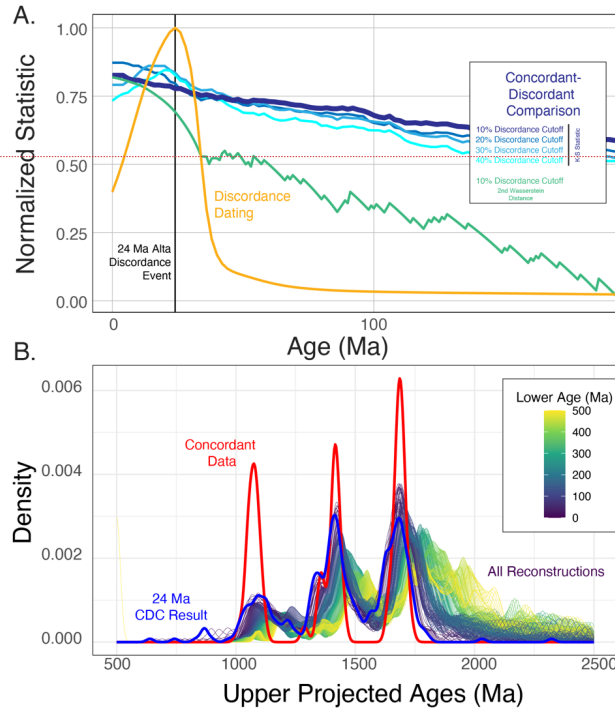 A.
1.00
0.75
0.50
0.25
0.00
Normalized Statistic
Concordant-
Discordant
Comparison
10% Discordance Cutoff
20% Discordance Cutoff
30% Discordance Cutoff
40% Discordance Cutoff
K-S Statistic
10% Discordance Cutoff
2nd Wasserstein
Distance
Discordance
Dating
24 Ma Alta
Discordance
Event
0
100
Age (Ma)
B.
0.006
0.004
0.002
0.000
Density
Concordant
Data
24 Ma
CDC Result
Lower Age (Ma)
500
400
300
200
100
0
All Reconstructions
500
1000
1500
2000
2500
Upper Projected Ages (Ma)